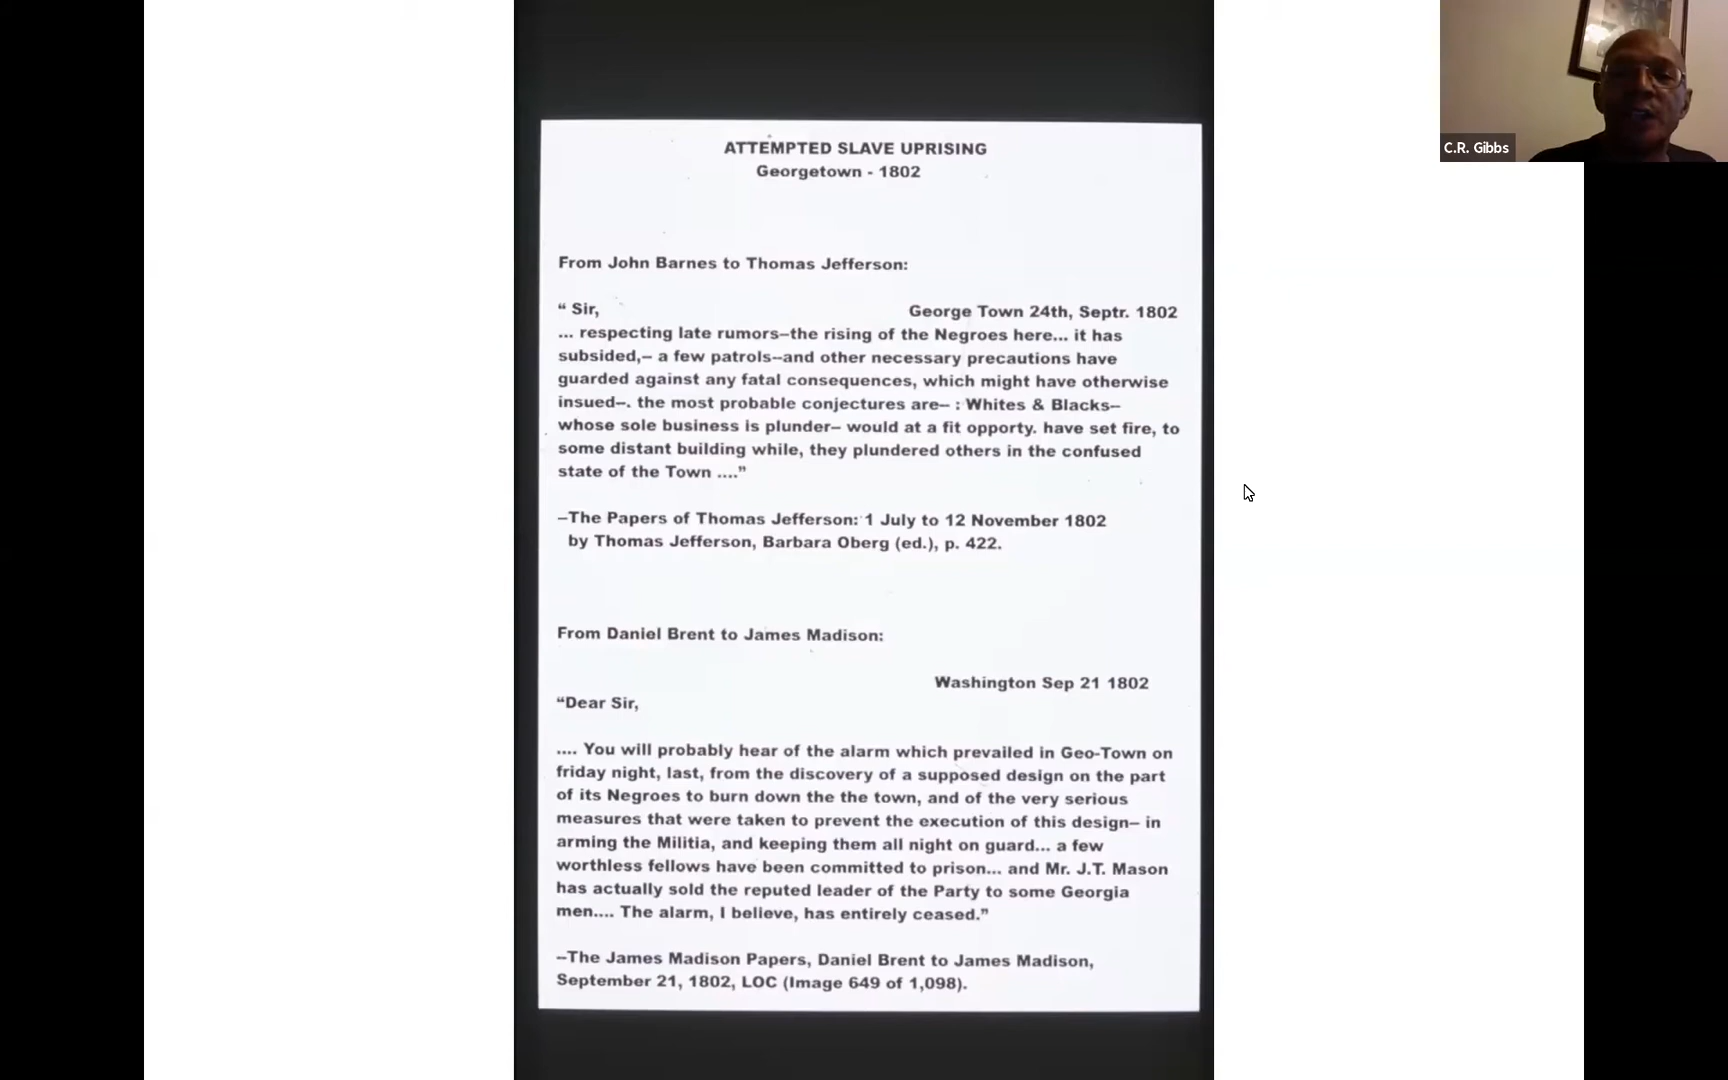 ATTEMPTED SLAVE UPRISING
Georgetown - 1802
From John Barnes to Thomas Jefferson:
“ Sir,
George Town 24th, Septr. 1802
... respecting late rumors–the rising of the Negroes here... it has
subsided,– a few patrols–and other necessary precautions have
guarded against any fatal consequences, which might have otherwise
insued–. the most probable conjectures are– : Whites & Blacks–
whose sole business is plunder– would at a fit opporty. have set fire, to
some distant building while, they plundered others in the confused
state of the Town ....”
–The Papers of Thomas Jefferson: 1 July to 12 November 1802
by Thomas Jefferson, Barbara Oberg (ed.), p. 422.
From Daniel Brent to James Madison:
Washington Sep 21 1802
“Dear Sir,
.... You will probably hear of the alarm which prevailed in Geo-Town on
friday night, last, from the discovery of a supposed design on the part
of its Negroes to burn down the the town, and of the very serious
measures that were taken to prevent the execution of this design– in
arming the Militia, and keeping them all night on guard... a few
worthless fellows have been committed to prison... and Mr. J.T. Mason
has actually sold the reputed leader of the Party to some Georgia
men.... The alarm, I believe, has entirely ceased.”
–The James Madison Papers, Daniel Brent to James Madison,
September 21, 1802, LOC (Image 649 of 1,098).
C.R. Gibbs